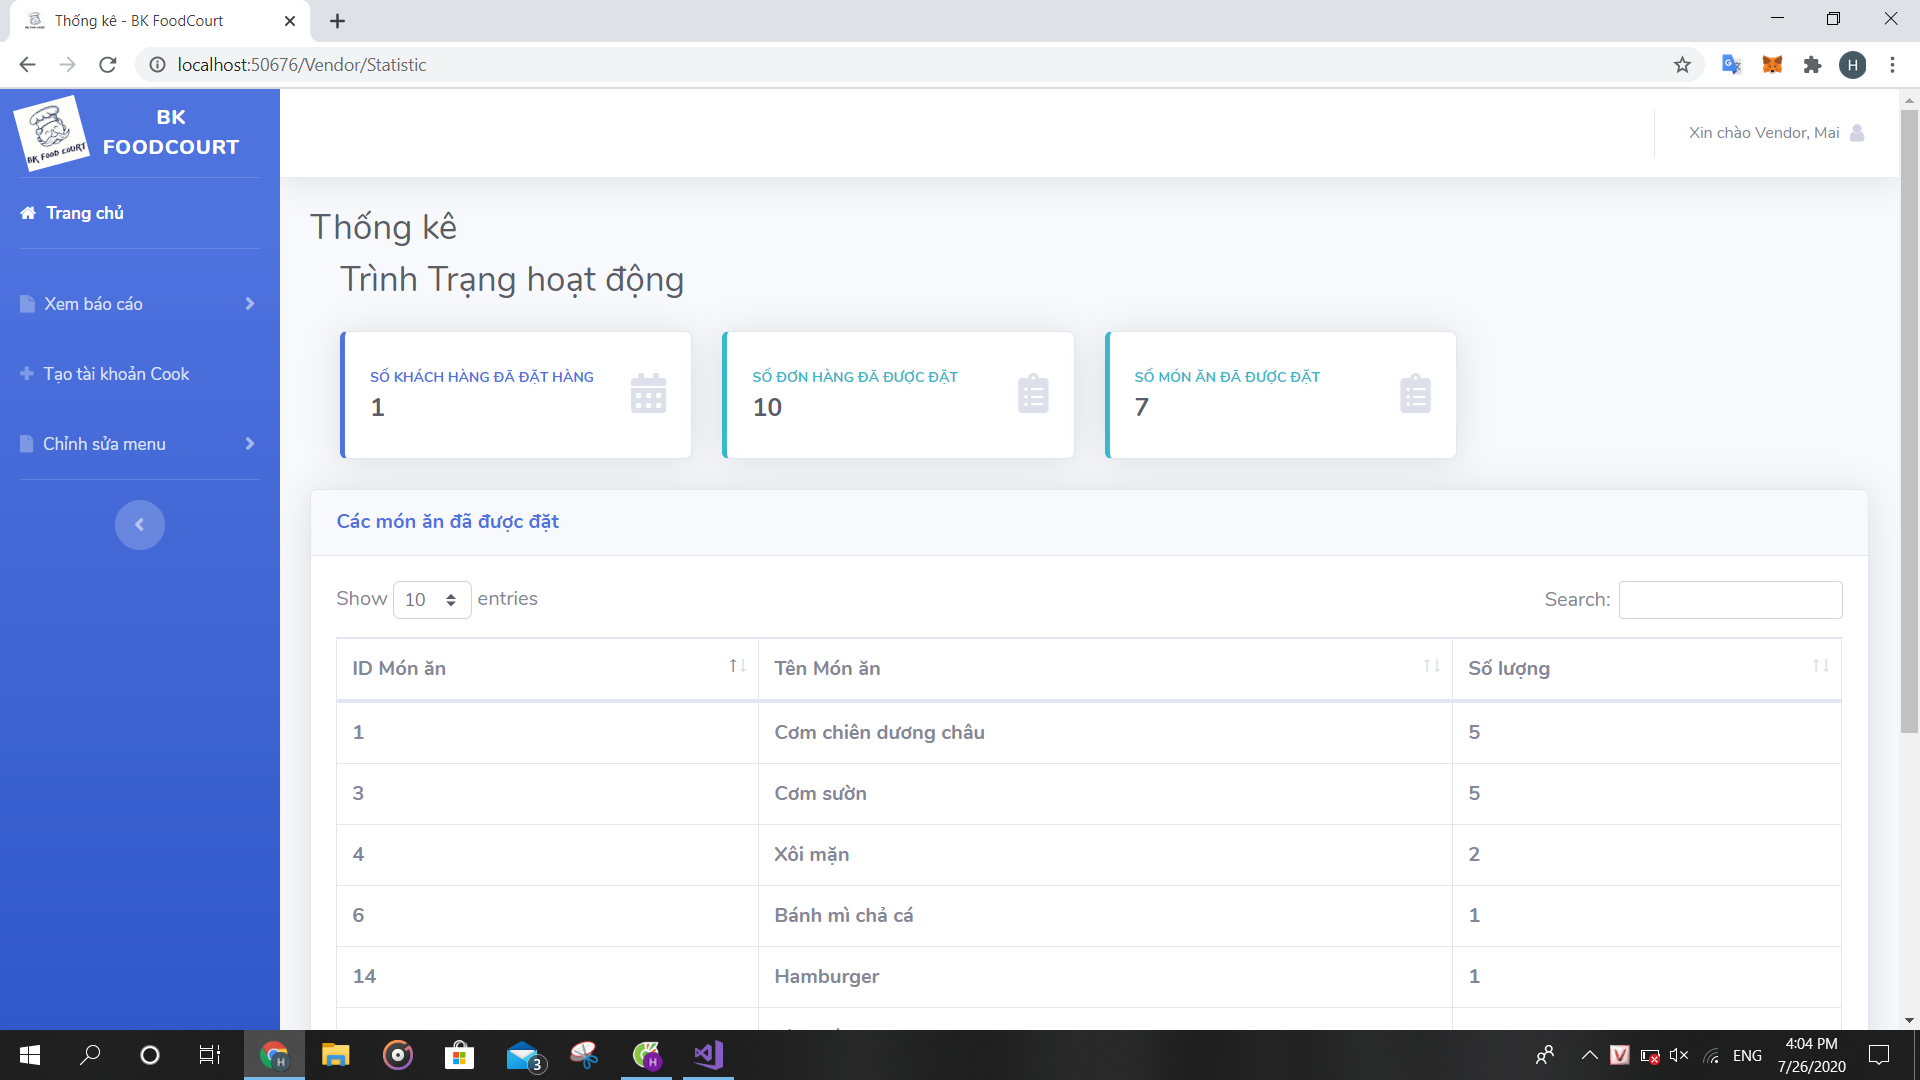 Thống kê - BK FoodCourt
localhost:50676/Vendor/Statistic
H
BK FOOD COURT
BK
FOODCOURT
Xin chào Vendor, Mai
Trang chủ
Xem báo cáo
Tạo tài khoản Cook
Chỉnh sửa menu
Thống kê
Trình Trạng hoạt động
SỐ KHÁCH HÀNG ĐÃ ĐẶT HÀNG
1
SỐ ĐƠN HÀNG ĐÃ ĐƯỢC ĐẶT
10
SỐ MÓN ĂN ĐÃ ĐƯỢC ĐẶT
7
Các món ăn đã được đặt
Show 10 entries
Search:
ID Món ăn Tên Món ăn Số lượng
1 Cơm chiên dương châu 5
3 Cơm sườn 5
4 Xôi mặn 2
6 Bánh mì chả cá 1
14 Hamburger 1
3
ENG
4:04 PM
7/26/2020